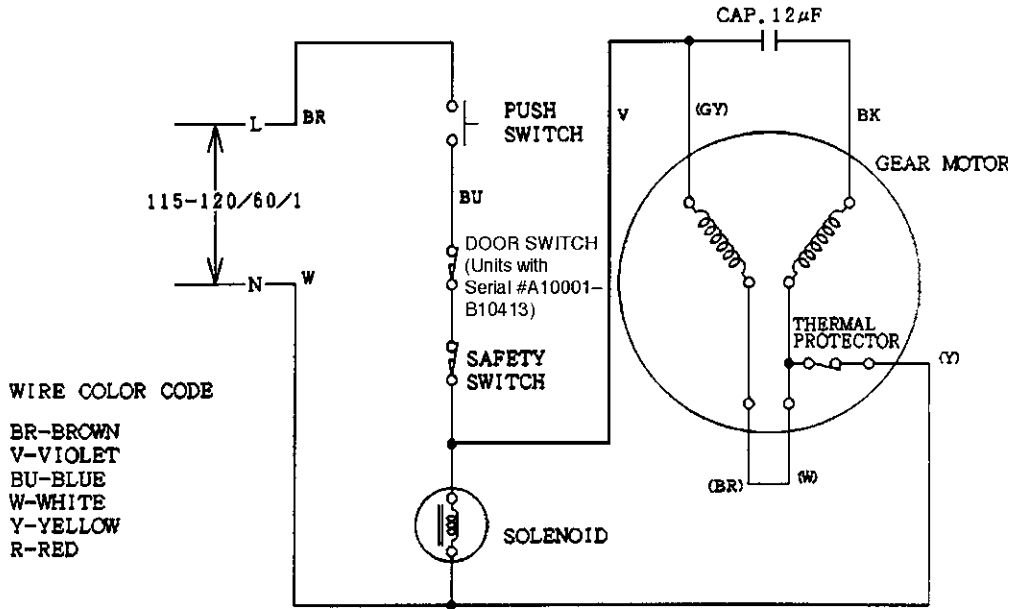 CAP. 12μF
L
BR
PUSH
SWITCH
V
(GY)
BK
GEAR MOTOR
115-120/60/1
BU
DOOR SWITCH
(Units with
Serial #A10001–
B10413)
N
W
THERMAL
PROTECTOR
(Y)
SAFETY
SWITCH
WIRE COLOR CODE
BR-BROWN
V-VIOLET
BU-BLUE
W-WHITE
Y-YELLOW
R-RED
(BR)
(W)
SOLENOID